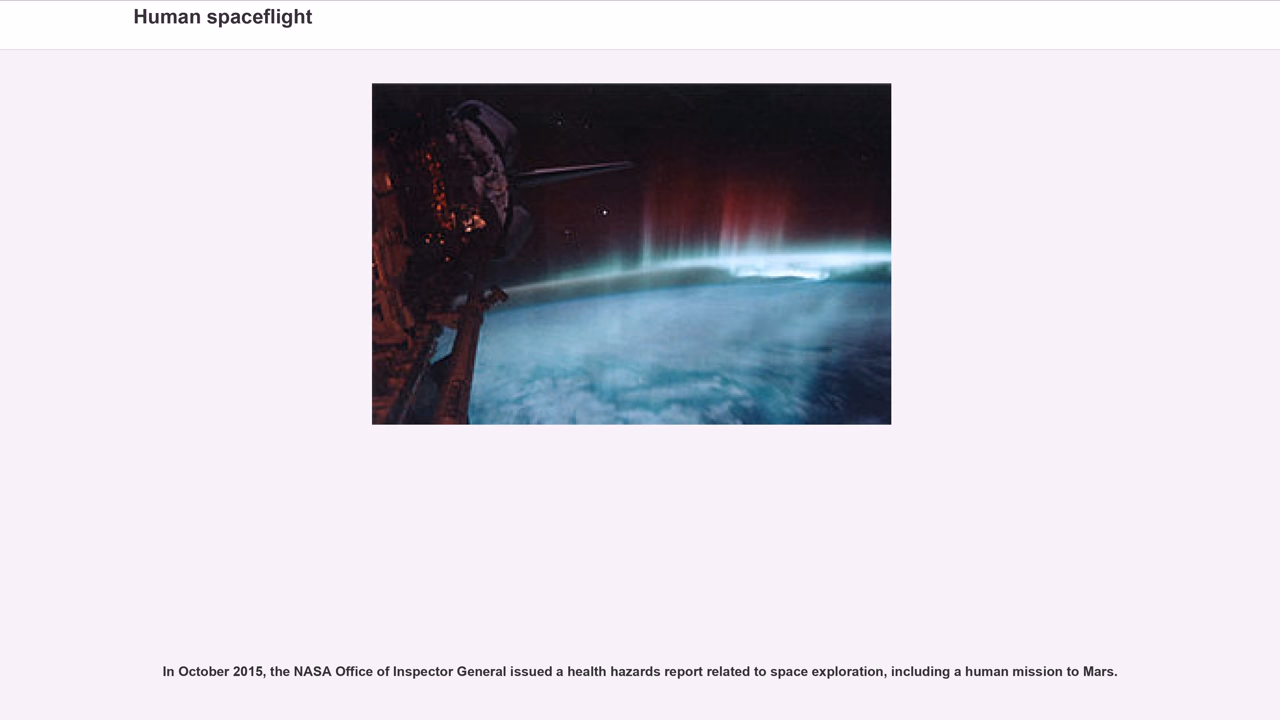 Human spaceflight
In October 2015, the NASA Office of Inspector General issued a health hazards report related to space exploration, including a human mission to Mars.